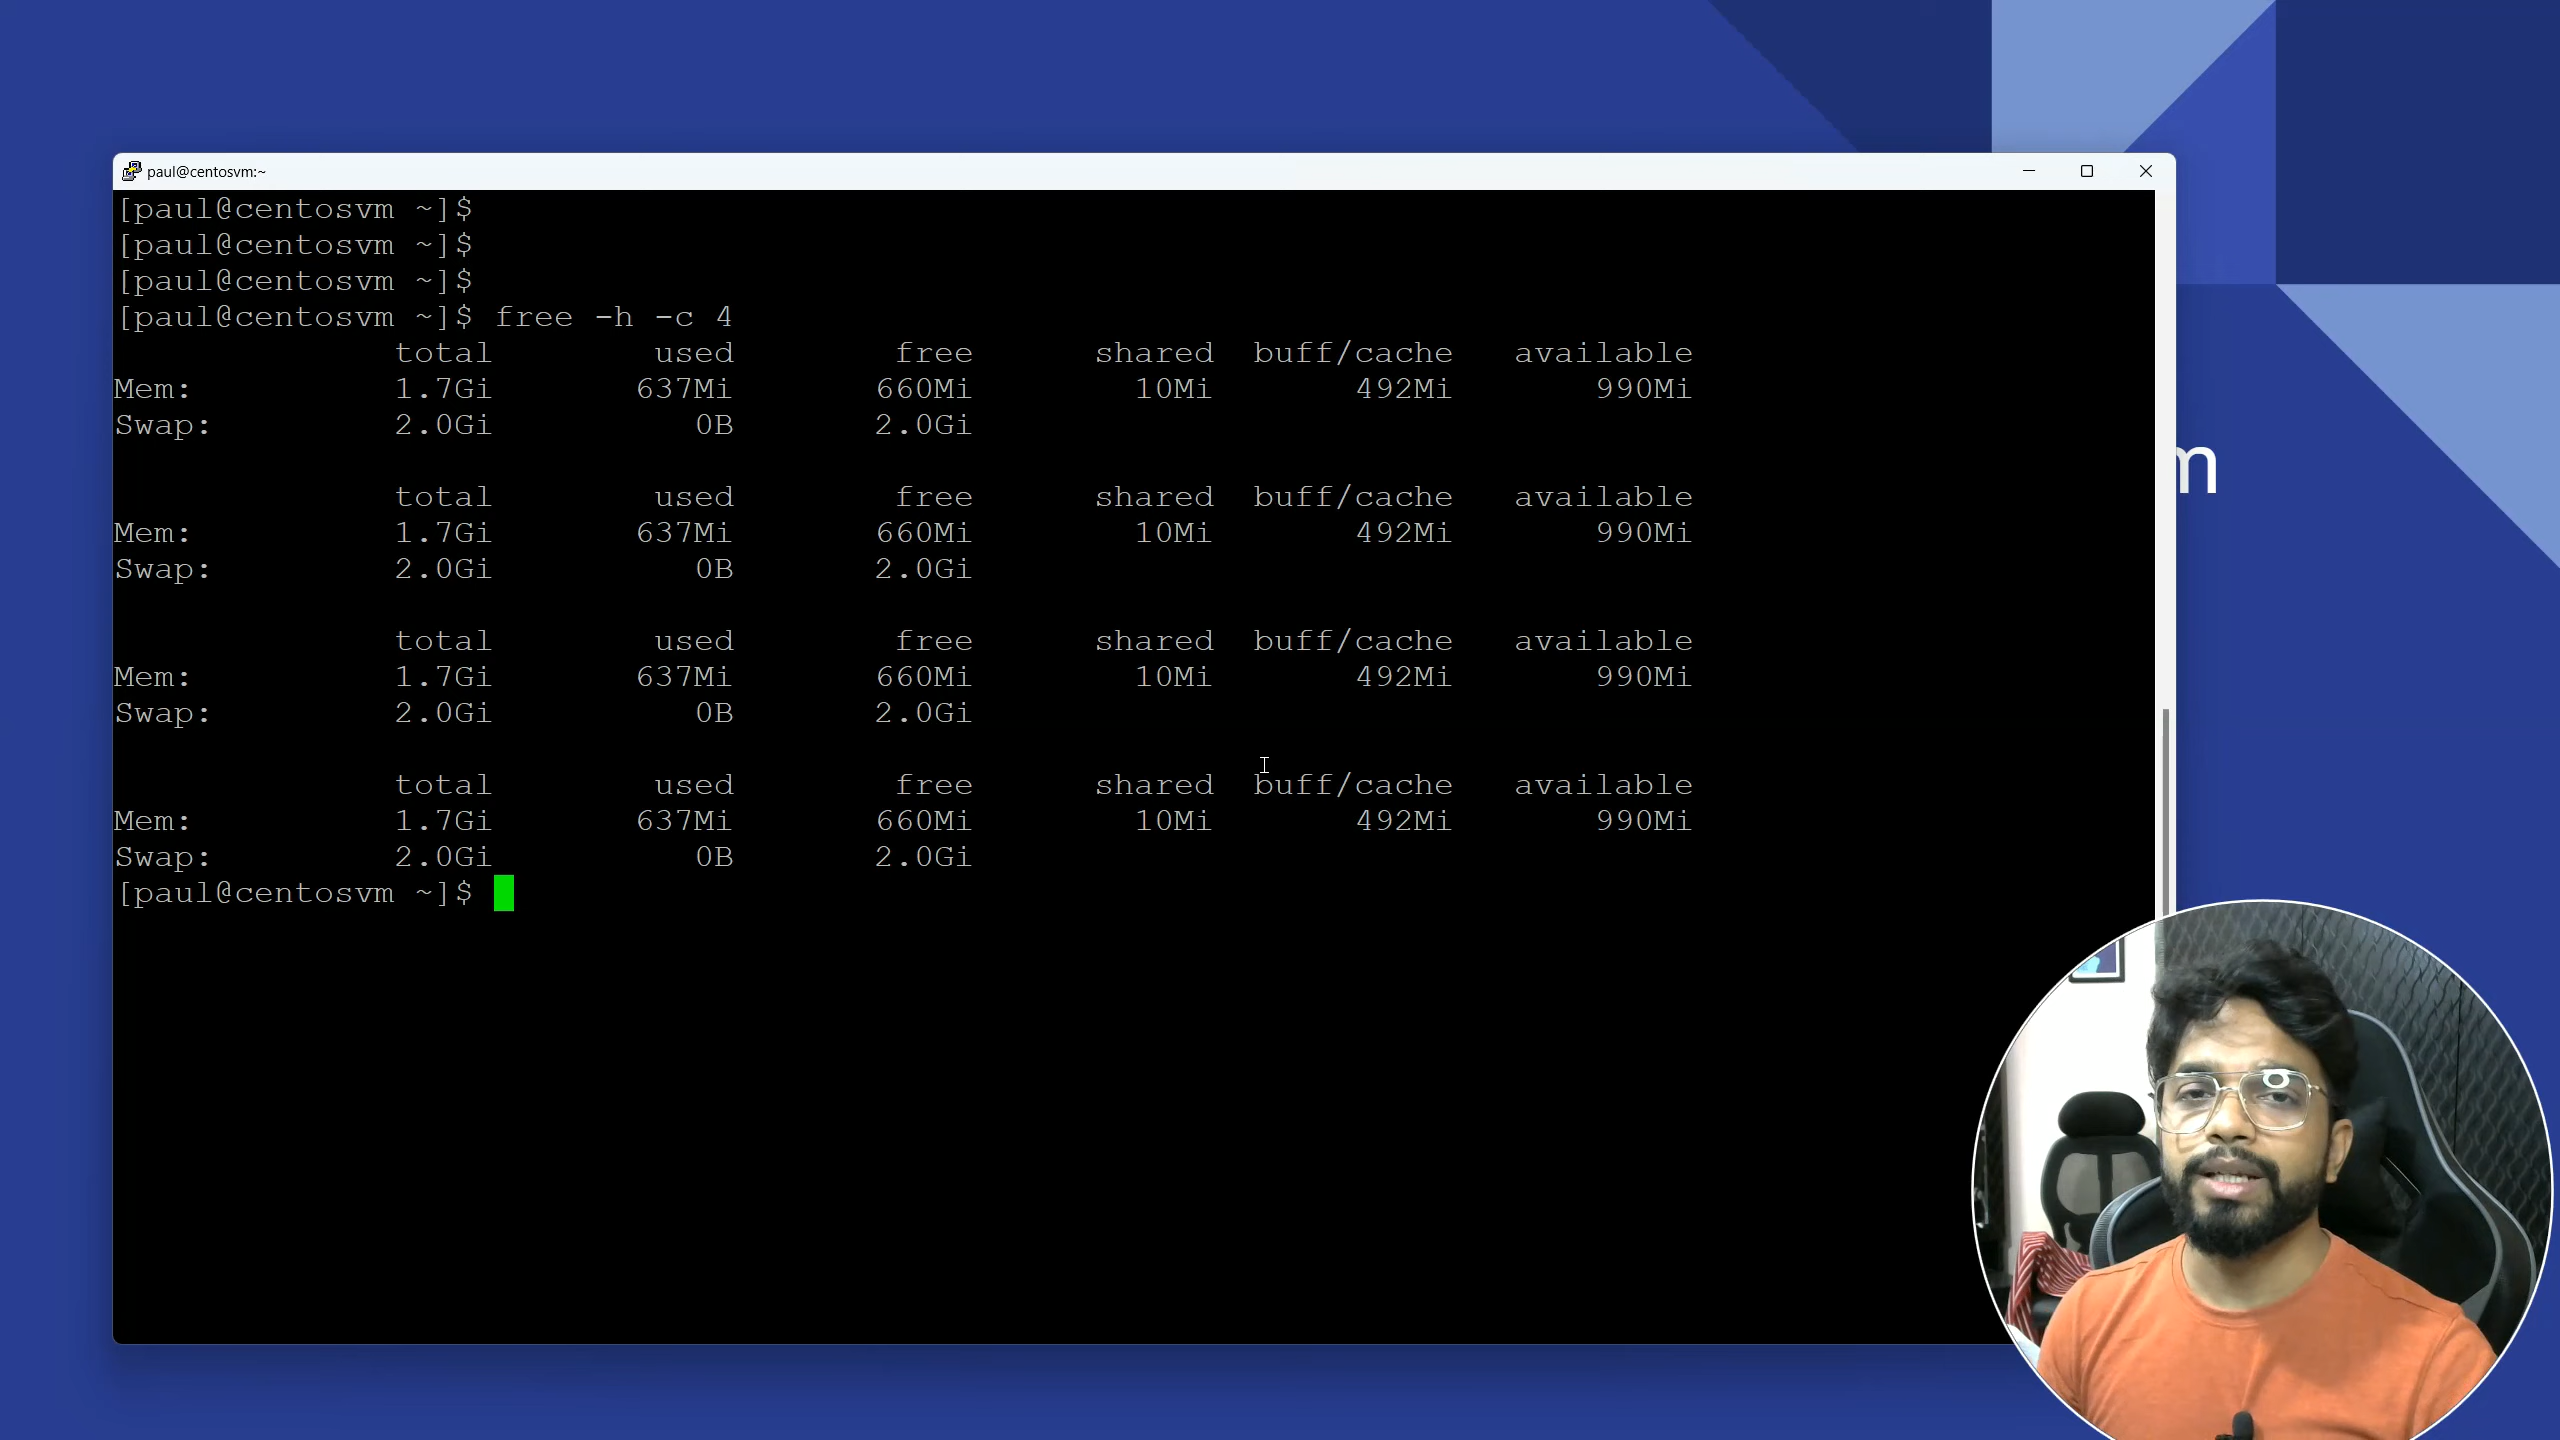 paul@centosvm:~
[paul@centosvm ~]$
[paul@centosvm ~]$
[paul@centosvm ~]$
[paul@centosvm ~]$ free -h -c 4
total used free shared buff/cache available
Mem: 1.7Gi 637Mi 660Mi 10Mi 492Mi 990Mi
Swap: 2.0Gi 0B 2.0Gi
total used free shared buff/cache available
Mem: 1.7Gi 637Mi 660Mi 10Mi 492Mi 990Mi
Swap: 2.0Gi 0B 2.0Gi
total used free shared buff/cache available
Mem: 1.7Gi 637Mi 660Mi 10Mi 492Mi 990Mi
Swap: 2.0Gi 0B 2.0Gi
total used free shared buff/cache available
Mem: 1.7Gi 637Mi 660Mi 10Mi 492Mi 990Mi
Swap: 2.0Gi 0B 2.0Gi
[paul@centosvm ~]$